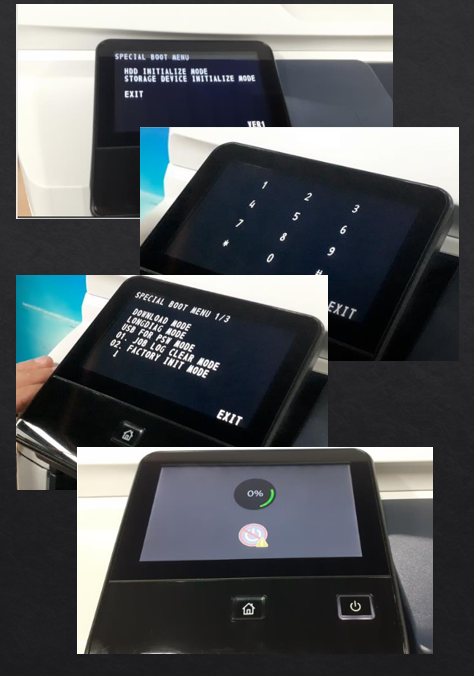 SPECIAL BOOT MENU
HDD INITIALIZE MODE
STORAGE DEVICE INITIALIZE MODE
EXIT
VER1
1 2 3
4 5 6
7 8 9
* 0 #
EXIT
SPECIAL BOOT MENU 1/3
DOWNLOAD MODE
LONGDIAG MODE
USB FOR PSW MODE
01. JOB LOG CLEAR MODE
02. FACTORY INIT MODE
↓
EXIT
0%